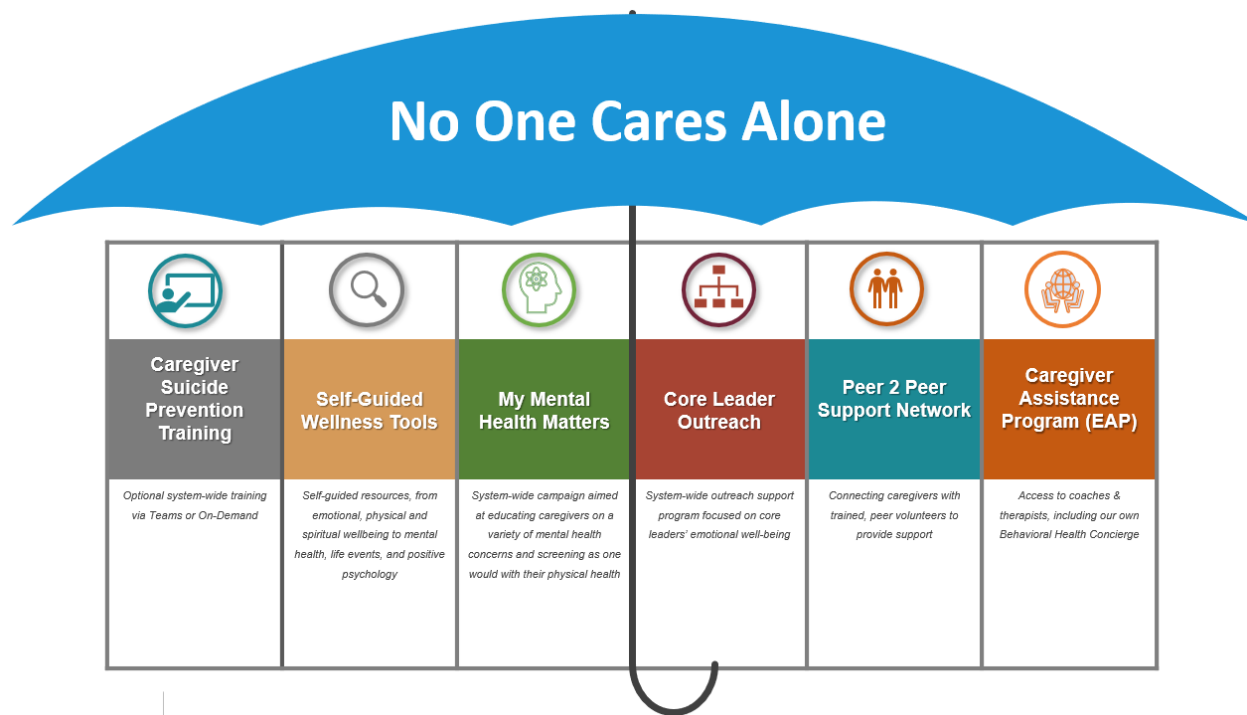 No One Cares Alone
Caregiver
Suicide
Prevention
Training
Self-Guided
Wellness Tools
My Mental
Health Matters
Core Leader
Outreach
Peer 2 Peer
Support Network
Caregiver
Assistance
Program (EAP)
Optional system-wide training
via Teams or On-Demand
Self-guided resources, from
emotional, physical and
spiritual wellbeing to mental
health, life events, and positive
psychology
System-wide campaign aimed
at educating caregivers on a
variety of mental health
concerns and screening as one
would with their physical health
System-wide outreach support
program focused on core
leaders' emotional well-being
Connecting caregivers with
trained, peer volunteers to
provide support
Access to coaches &
therapists, including our own
Behavioral Health Concierge